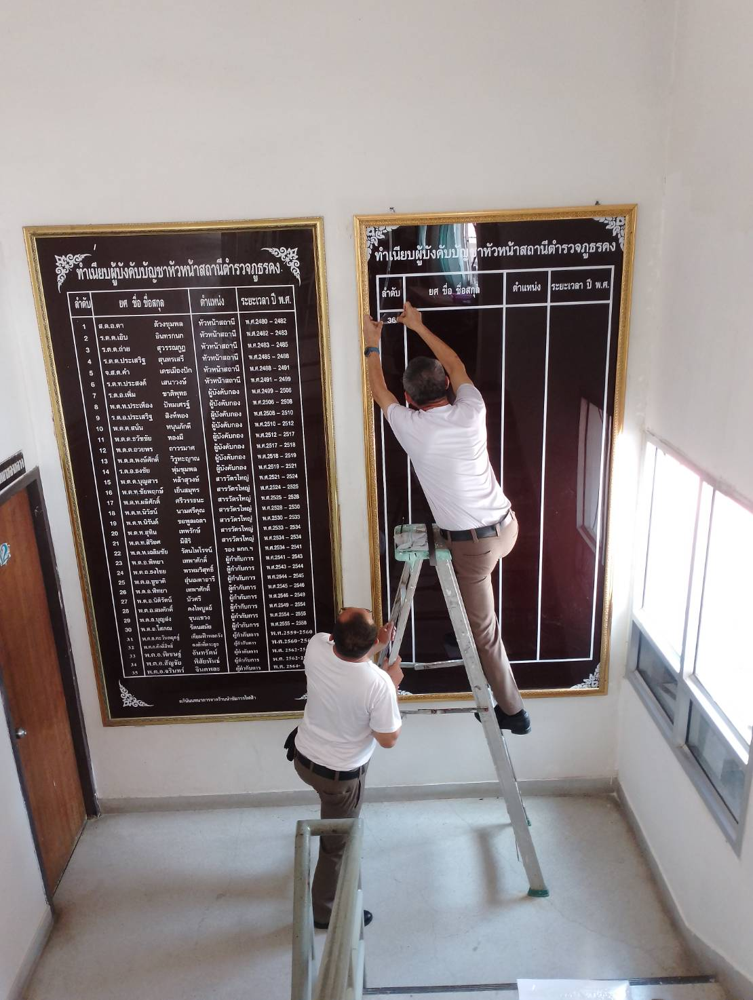 ทำเนียบผู้บังคับบัญชาหัวหน้าสถานีตำรวจภูธรคง
ลำดับ ยศ ชื่อ ชื่อสกุล ตำแหน่ง ระยะเวลา ปี พ.ศ.
1 ส.ต.อ.ตา ด้วงชุมพล หัวหน้าสถานี พ.ศ.2480 - 2482
2 ร.ต.ต.เอิบ อินทรกนก หัวหน้าสถานี พ.ศ.2482 - 2483
3 ร.ต.ต.ถ่าย สุวรรณกูฎ หัวหน้าสถานี พ.ศ.2483 - 2485
4 ร.ต.ต.ประเสริฐ สุนทรเสรี หัวหน้าสถานี พ.ศ.2485 - 2488
5 จ.ส.ต.คำ เดชเมืองปัก หัวหน้าสถานี พ.ศ.2488 - 2491
6 ร.ต.ท.ประสงค์ เสนาวงษ์ หัวหน้าสถานี พ.ศ.2491 - 2499
7 ร.ต.อ.เพิ่ม ชาติพุทธ ผู้บังคับกอง พ.ศ.2499 - 2506
8 พ.ต.ท.ประเทือง ปัทมเศรฐ์ ผู้บังคับกอง พ.ศ.2506 - 2508
9 ร.ต.อ.ประเสริฐ สิงห์ทอง ผู้บังคับกอง พ.ศ.2508 - 2510
10 พ.ต.ต.สนั่น หนุนภักดี ผู้บังคับกอง พ.ศ.2510 - 2512
11 พ.ต.ต.ธวัชชัย ทองมี ผู้บังคับกอง พ.ศ.2512 - 2517
12 พ.ต.ต.อวยพร ถาวรมาศ ผู้บังคับกอง พ.ศ.2517 - 2518
13 พ.ต.ต.พงษ์ศักดิ์ วิรูทะญาณ ผู้บังคับกอง พ.ศ.2518 - 2519
14 ร.ต.อ.ธงชัย พุ่มชุมพล ผู้บังคับกอง พ.ศ.2519 - 2521
15 พ.ต.ต.บุญสาร หล้าสุวงษ์ สารวัตรใหญ่ พ.ศ.2521 - 2524
16 พ.ต.ท.ชัยพฤกษ์ เย็นสมุทร สารวัตรใหญ่ พ.ศ.2524 - 2525
17 พ.ต.ท.ผลิศักดิ์ ศรีวรรธนะ สารวัตรใหญ่ พ.ศ.2525 - 2528
18 พ.ต.ท.นิวัธน์ นามศรีคุณ สารวัตรใหญ่ พ.ศ.2528 - 2530
19 พ.ต.ท.นิรันด์ ขอพูลเฉลา สารวัตรใหญ่ พ.ศ.2530 - 2533
20 พ.ต.ท.สุทิน เทพรักษ์ สารวัตรใหญ่ พ.ศ.2533 - 2534
21 พ.ต.ท.สิริยศ มีสิริ สารวัตรใหญ่ พ.ศ.2534 - 2534
22 พ.ต.ท.เฉลิมชัย รัตนไพโรจน์ รอง ผกก.ฯ พ.ศ.2534 - 2541
23 พ.ต.อ.พิทยา เทพาศักดิ์ ผู้กำกับการ พ.ศ.2541 - 2543
24 พ.ต.อ.ธงไชย พรหมวิสุทธิ์ ผู้กำกับการ พ.ศ.2543 - 2544
25 พ.ต.อ.ชูชาติ อุ่นเมตาอารี ผู้กำกับการ พ.ศ.2544 - 2545
26 พ.ต.อ.พิทยา เทพาศักดิ์ ผู้กำกับการ พ.ศ.2545 - 2546
27 พ.ต.อ.นิติรัตน์ บัวศรี ผู้กำกับการ พ.ศ.2546 - 2549
28 พ.ต.อ.สมศักดิ์ คงไพบูลย์ ผู้กำกับการ พ.ศ.2549 - 2554
29 พ.ต.อ.บุญส่ง ขุนแขวง ผู้กำกับการ พ.ศ.2554 - 2555
30 พ.ต.อ.โสภณ รัตนสมัย ผู้กำกับการ พ.ศ.2555 - 2558
31 ผู้กำกับการ พ.ศ.2559-2560
32 ผู้กำกับการ พ.ศ. 2560-256
33 พ.ต.อ.พิเชษฐ์ จันทรัตน์ ผู้กำกับการ พ.ศ. 2562-
34 พ.ต.อ.สัญชัย พิสัยพันธ์ ผู้กำกับการ พ.ศ. 2562-
35 พ.ต.อ.จรินทร์ จินตพละ ผู้กำกับการ พ.ศ. 2564-
ทำเนียบผู้บังคับบัญชาหัวหน้าสถานีตำรวจภูธรคง
ลำดับ ยศ ชื่อ ชื่อสกุล ตำแหน่ง ระยะเวลา ปี พ.ศ.
36